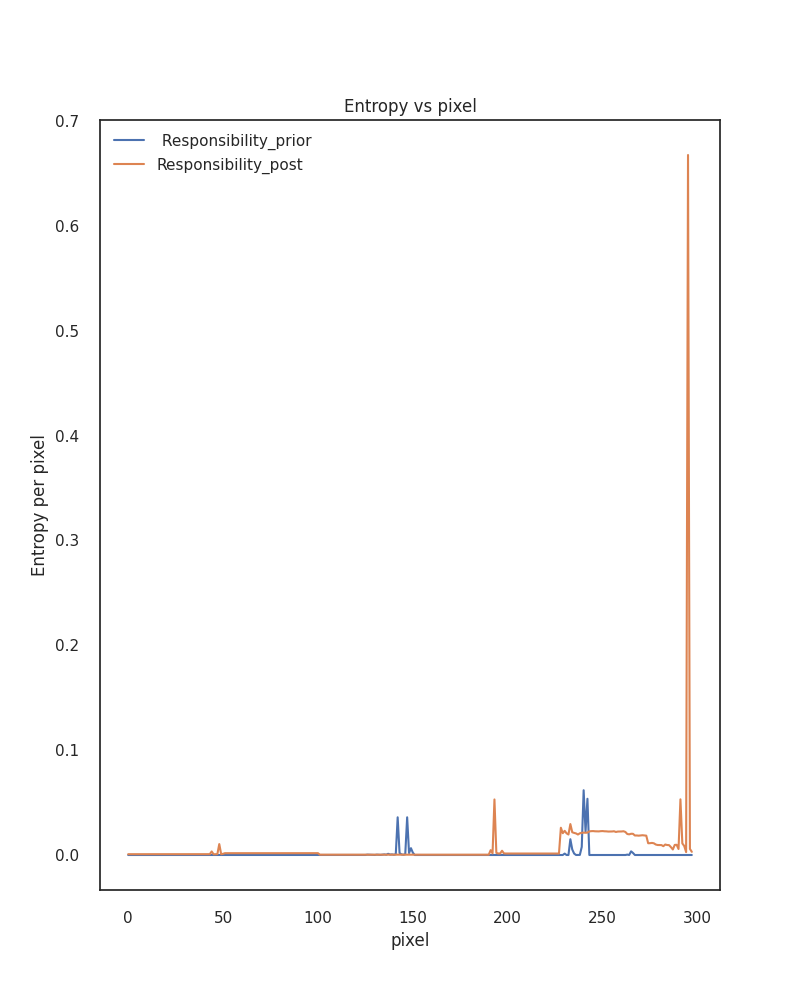 Entropy vs pixel
0.7
Responsibility_prior
Responsibility_post
0.6
0.5
0.4
0.3
0.2
0.1
0.0
Entropy per pixel
0 50 100 150 200 250 300
pixel